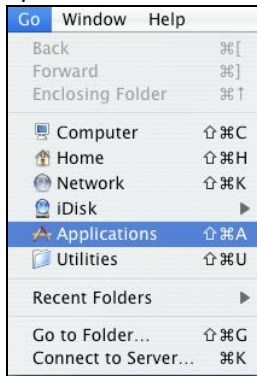 Go Window Help
Back ⌘[
Forward ⌘]
Enclosing Folder ⌘↑
Computer ⇧⌘C
Home ⇧⌘H
Network ⇧⌘K
iDisk ▶
Applications ⇧⌘A
Utilities ⇧⌘U
Recent Folders ▶
Go to Folder... ⇧⌘G
Connect to Server... ⌘K